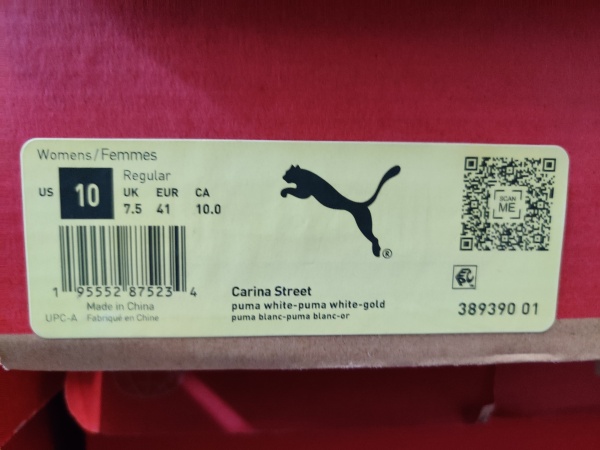 Womens/Femmes
Regular
US 10 UK EUR CA
7.5 41 10.0
1 95552 87523 4
Made in China
UPC-A Fabriqué en Chine
®
Carina Street
puma white-puma white-gold
puma blanc-puma blanc-or
SCAN
ME
389390 01